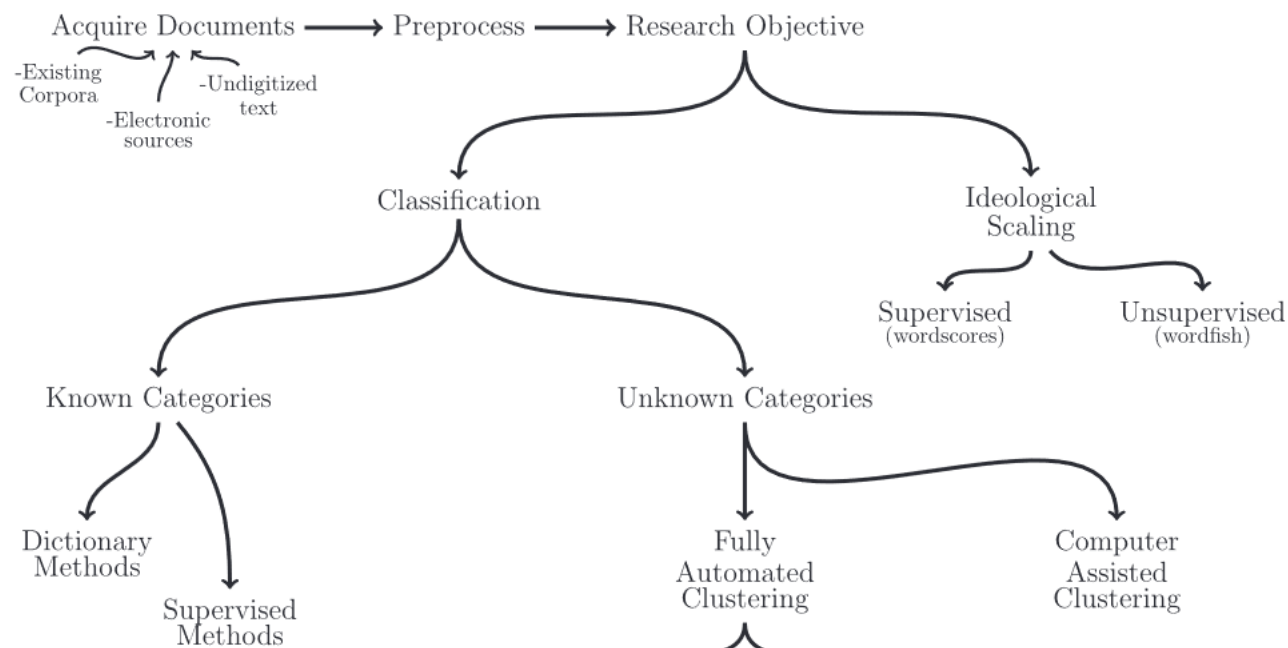 Acquire Documents
Preprocess
Research Objective
-Existing
Corpora
-Electronic
sources
-Undigitized
text
Classification
Ideological
Scaling
Supervised
(wordscores)
Unsupervised
(wordfish)
Known Categories
Unknown Categories
Dictionary
Methods
Supervised
Methods
Fully
Automated
Clustering
Computer
Assisted
Clustering